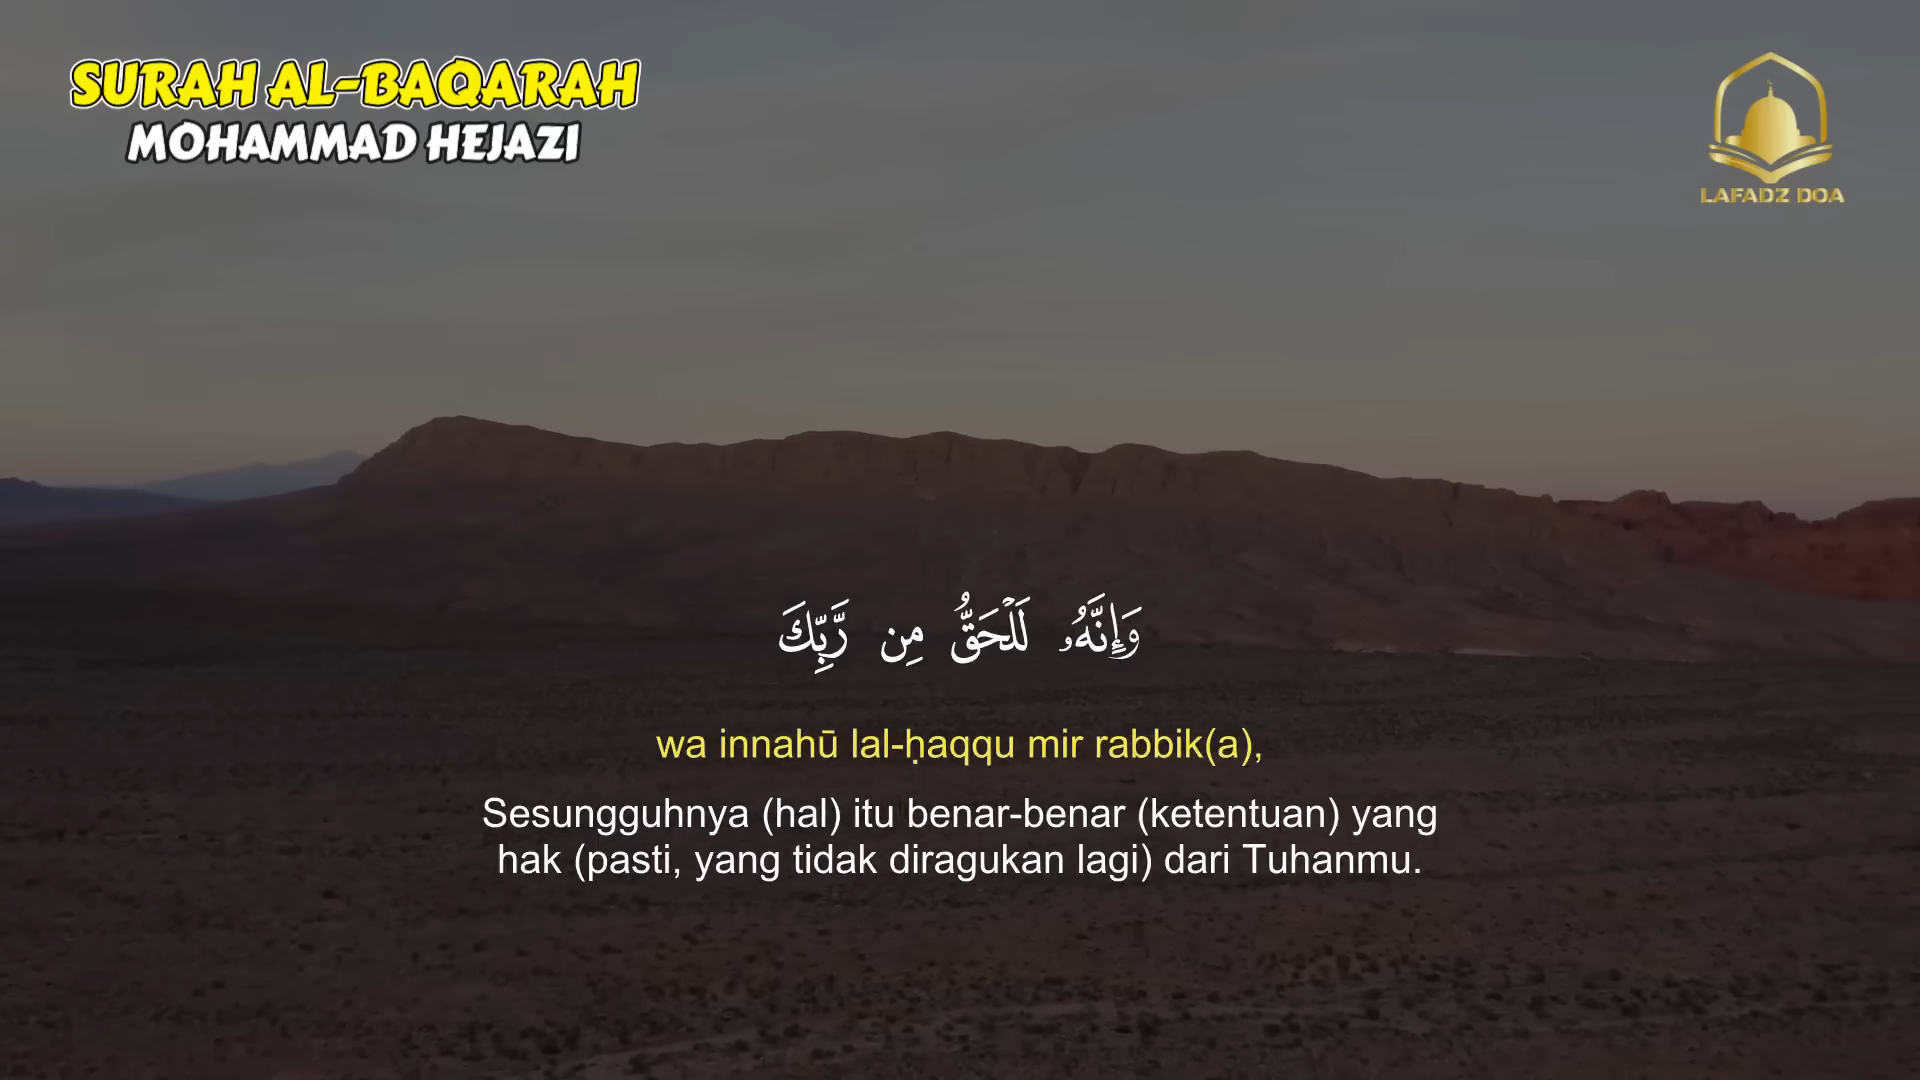 SURAH AL-BAQARAH
MOHAMMAD HEJAZI
LAFADZ DOA
وَإِنَّهُۥ لَلْحَقُّ مِن رَّبِّكَ
wa innahū lal-ḥaqqu mir rabbik(a),
Sesungguhnya (hal) itu benar-benar (ketentuan) yang
hak (pasti, yang tidak diragukan lagi) dari Tuhanmu.